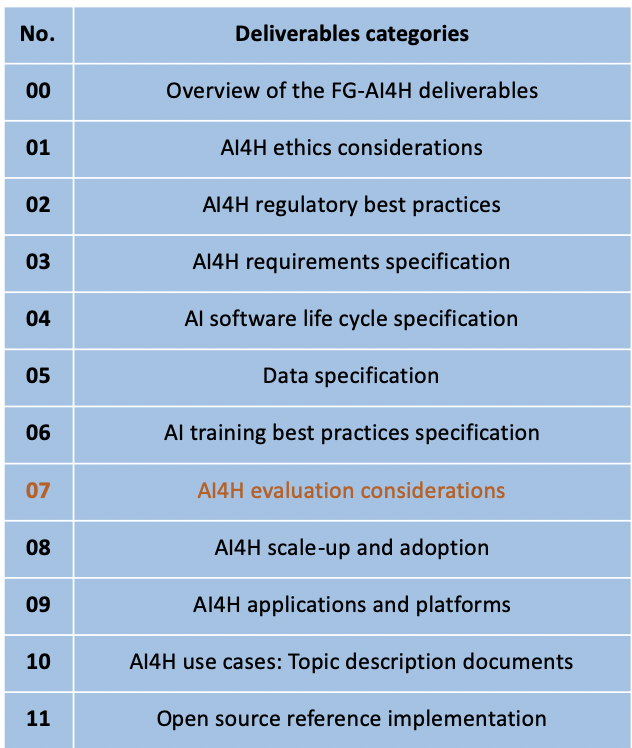 No. Deliverables categories
00 Overview of the FG-AI4H deliverables
01 AI4H ethics considerations
02 AI4H regulatory best practices
03 AI4H requirements specification
04 AI software life cycle specification
05 Data specification
06 AI training best practices specification
07 AI4H evaluation considerations
08 AI4H scale-up and adoption
09 AI4H applications and platforms
10 AI4H use cases: Topic description documents
11 Open source reference implementation